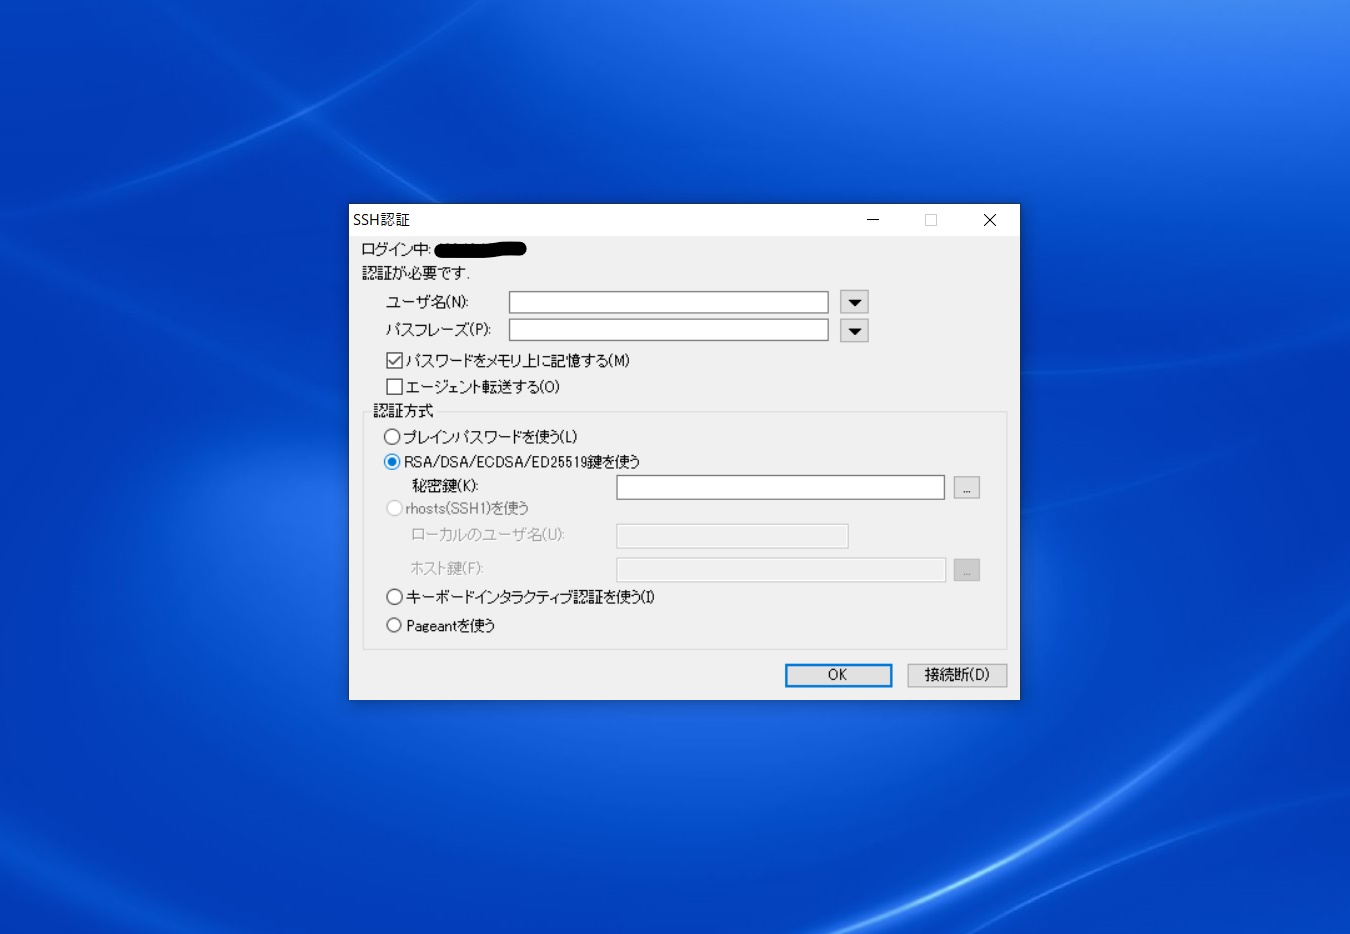 SSH認証
ログイン中:
認証が必要です.
ユーザ名(N):
パスフレーズ(P):
パスワードをメモリ上に記憶する(M)
エージェント転送する(O)
認証方式
プレインパスワードを使う(L)
RSA/DSA/ECDSA/ED25519鍵を使う
秘密鍵(K):
...
rhosts(SSH1)を使う
ローカルのユーザ名(U):
ホスト鍵(F):
...
キーボードインタラクティブ認証を使う(I)
Pageantを使う
OK 接続断(D)